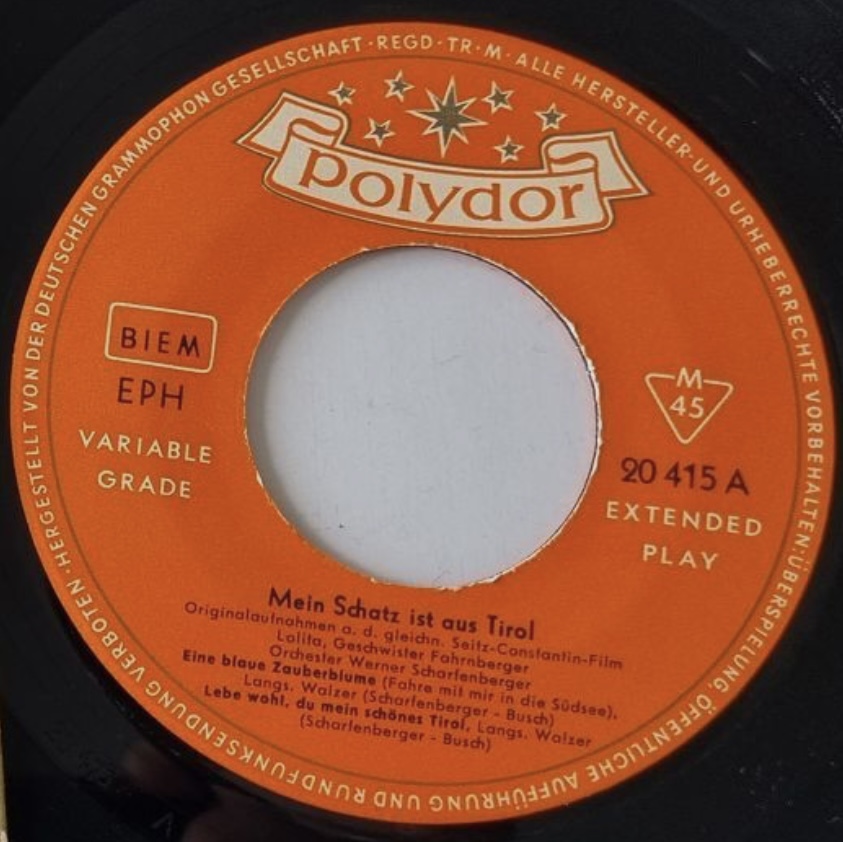 HERGESTELLT VON DER DEUTSCHEN GRAMMOPHON GESELLSCHAFT · REGD · TR · M · ALLE HERSTELLER- UND URHEBERRECHTE VORBEHALTEN: ÜBERSPIELUNG, ÖFFENTLICHE AUFFÜHRUNG UND RUNDFUNKSENDUNG VERBOTEN ·
polydor
BIEM
EPH
VARIABLE
GRADE
M
45
20 415 A
EXTENDED
PLAY
Mein Schatz ist aus Tirol
Originalaufnahmen a. d. gleichn. Seitz-Constantin-Film
Lolita, Geschwister Fahrnberger
Orchester Werner Scharfenberger
Eine blaue Zauberblume (Fahre mit mir in die Südsee),
Langs. Walzer (Scharfenberger - Busch)
Lebe wohl, du mein schönes Tirol, Langs. Walzer
(Scharfenberger - Busch)